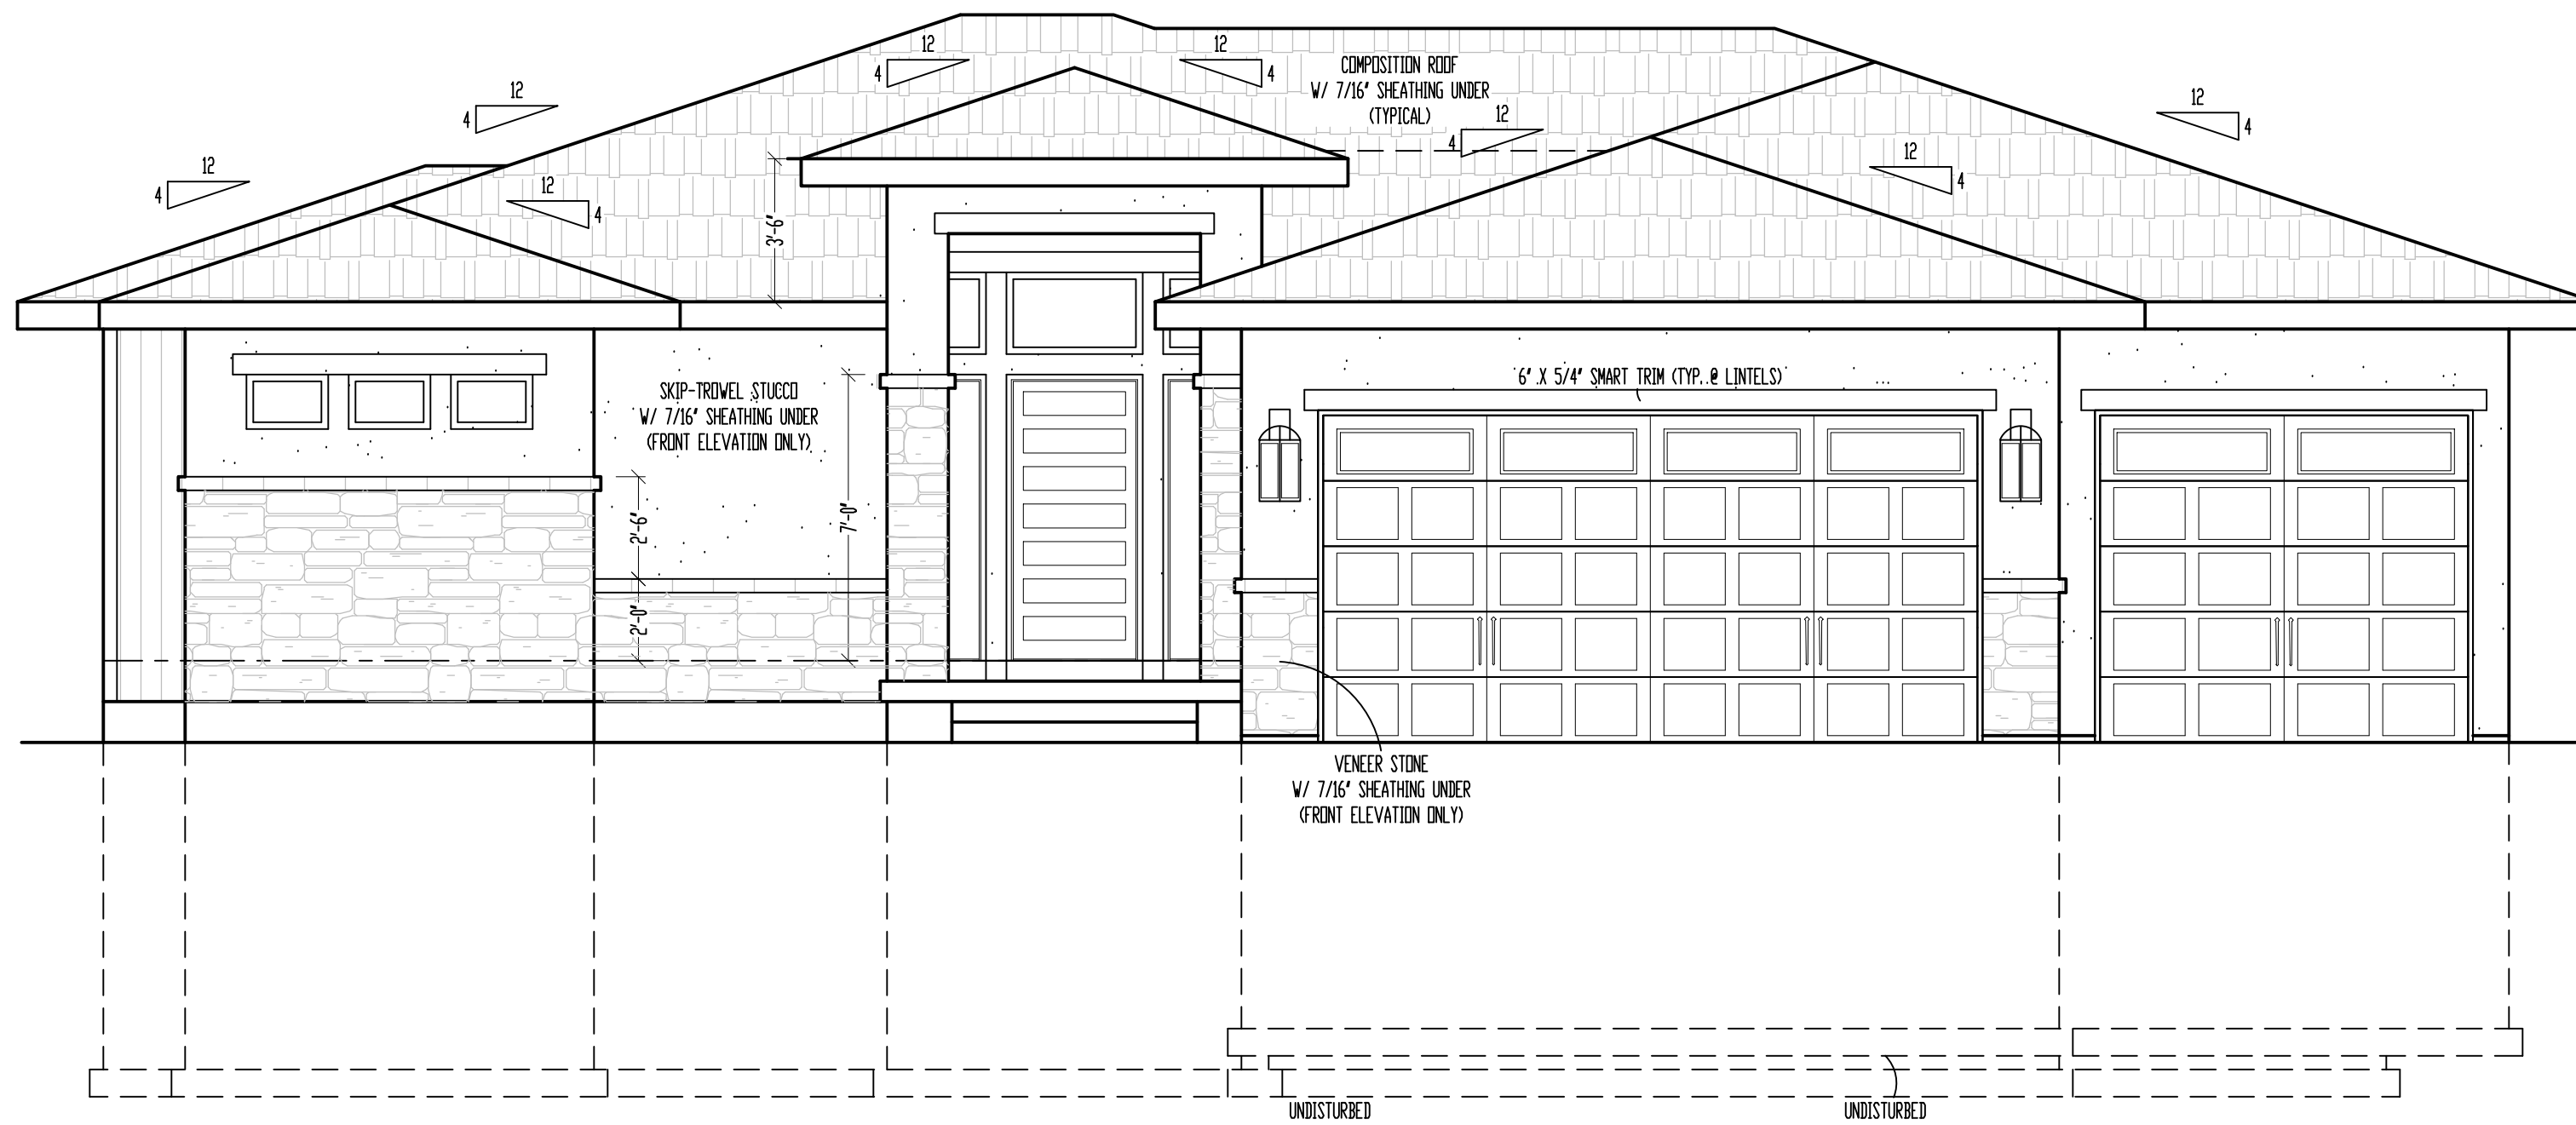 12
4
12
4
12
4
12
4
12
4
COMPOSITION ROOF
W/ 7/16" SHEATHING UNDER
(TYPICAL)
12
4
12
4
12
4
12
4
3'-6"
SKIP-TROWEL STUCCO
W/ 7/16" SHEATHING UNDER
(FRONT ELEVATION ONLY)
6" X 5/4" SMART TRIM (TYP. @ LINTELS)
7'-0"
2'-6"
2'-0"
VENEER STONE
W/ 7/16" SHEATHING UNDER
(FRONT ELEVATION ONLY)
UNDISTURBED
UNDISTURBED